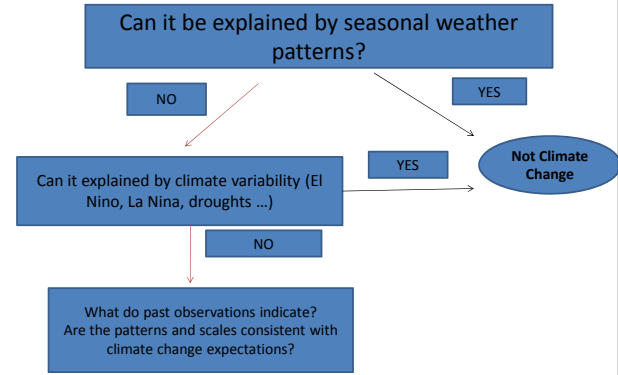 Can it be explained by seasonal weather
patterns?
NO
YES
Can it explained by climate variability (El
Nino, La Nina, droughts ...)
YES
Not Climate
Change
NO
What do past observations indicate?
Are the patterns and scales consistent with
climate change expectations?